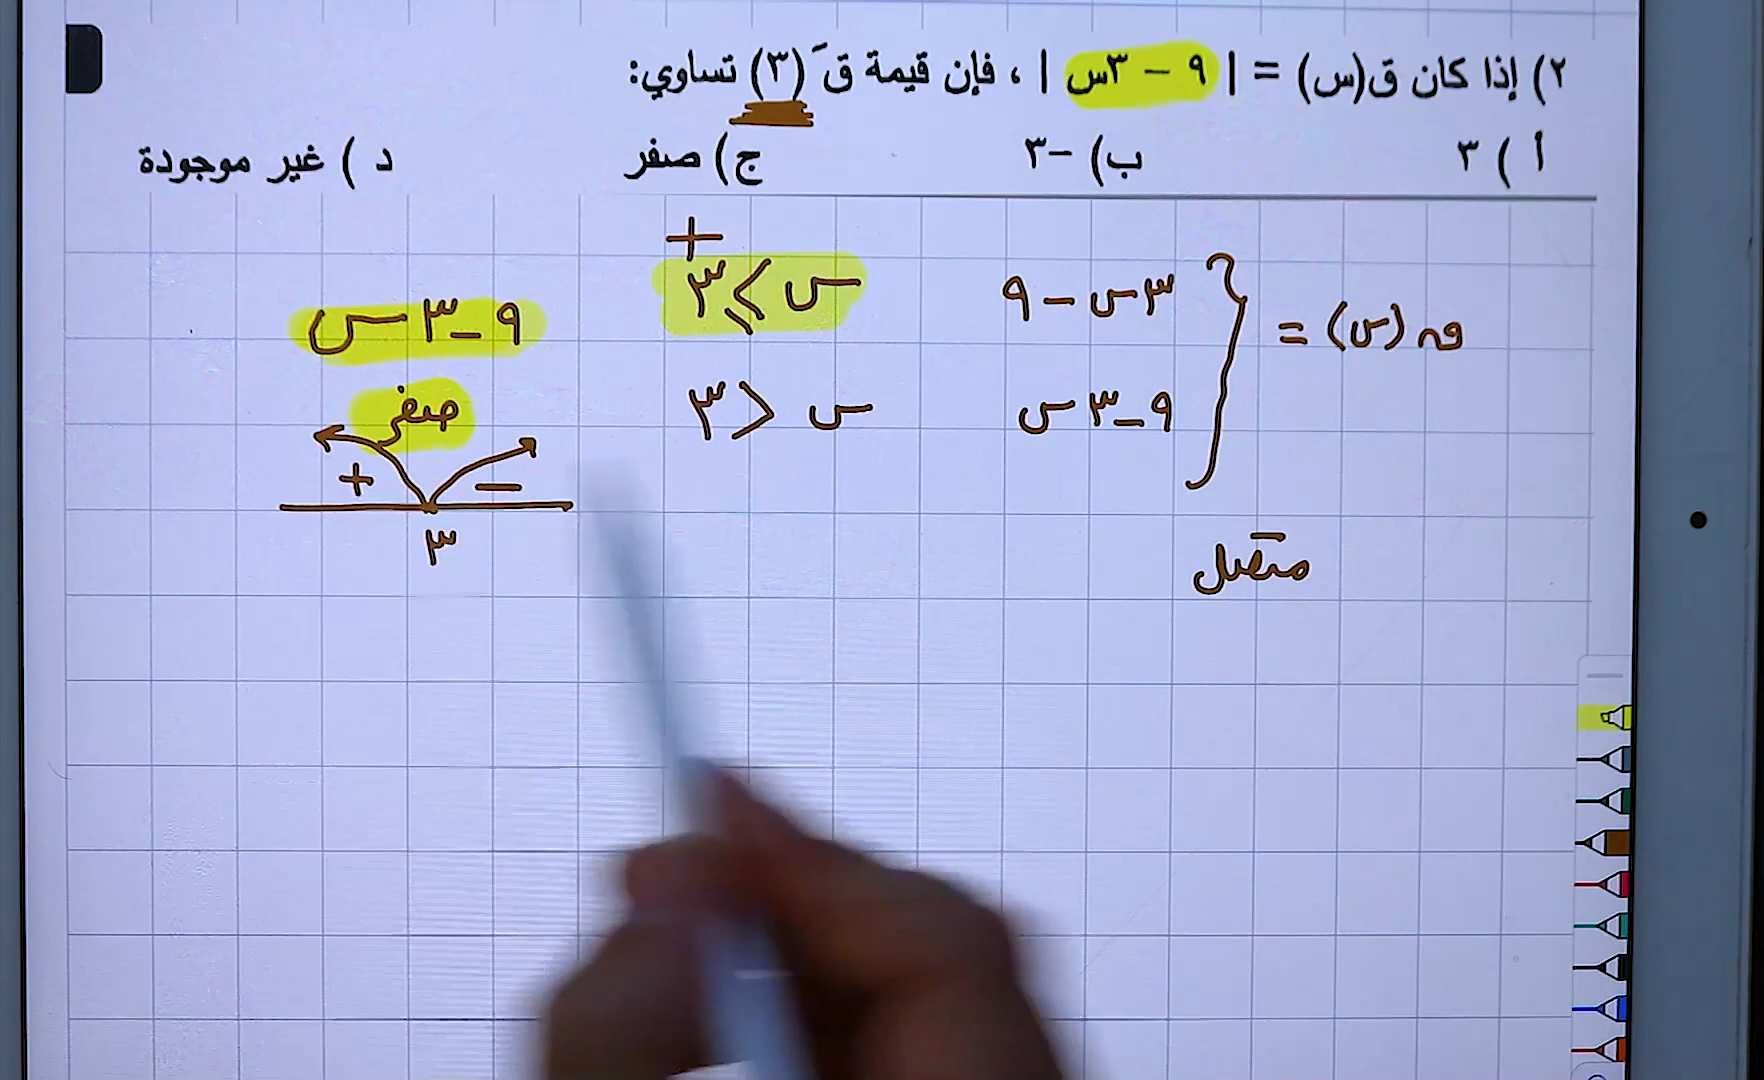 ٢) إذا كان ق(س) = | ٩ – ٣س | ، فإن قيمة قَ (٣) تساوي:
أ ) ٣ ب) -٣ ج) صفر د ) غير موجودة
+
ق (س) = { ٣س - ٩ س ≥ ٣
٩ - ٣س س < ٣
متصل
٩ - ٣س
صفر
+ -
٣